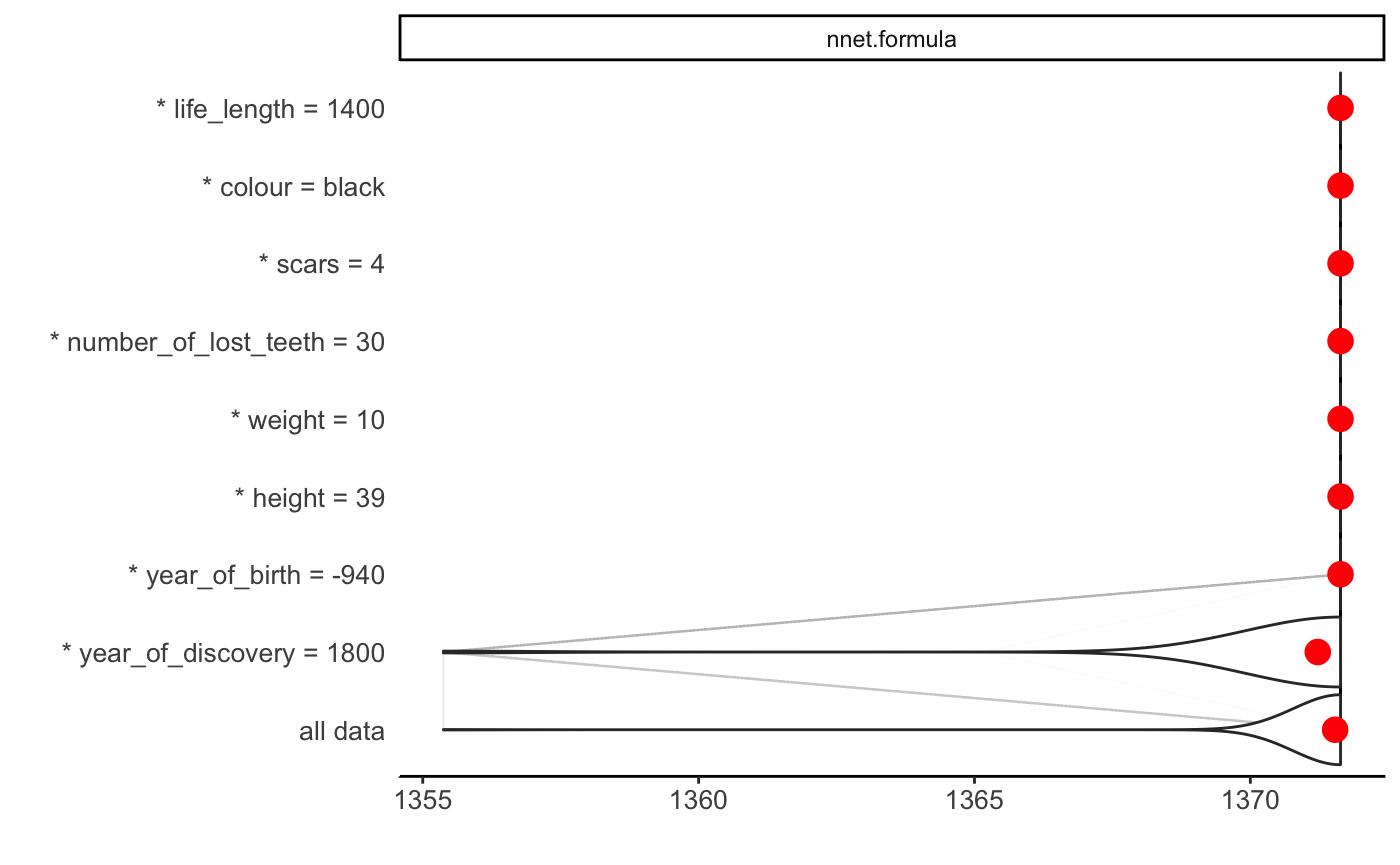 nnet.formula
* life_length = 1400
* colour = black
* scars = 4
* number_of_lost_teeth = 30
* weight = 10
* height = 39
* year_of_birth = -940
* year_of_discovery = 1800
all data
1355 1360 1365 1370